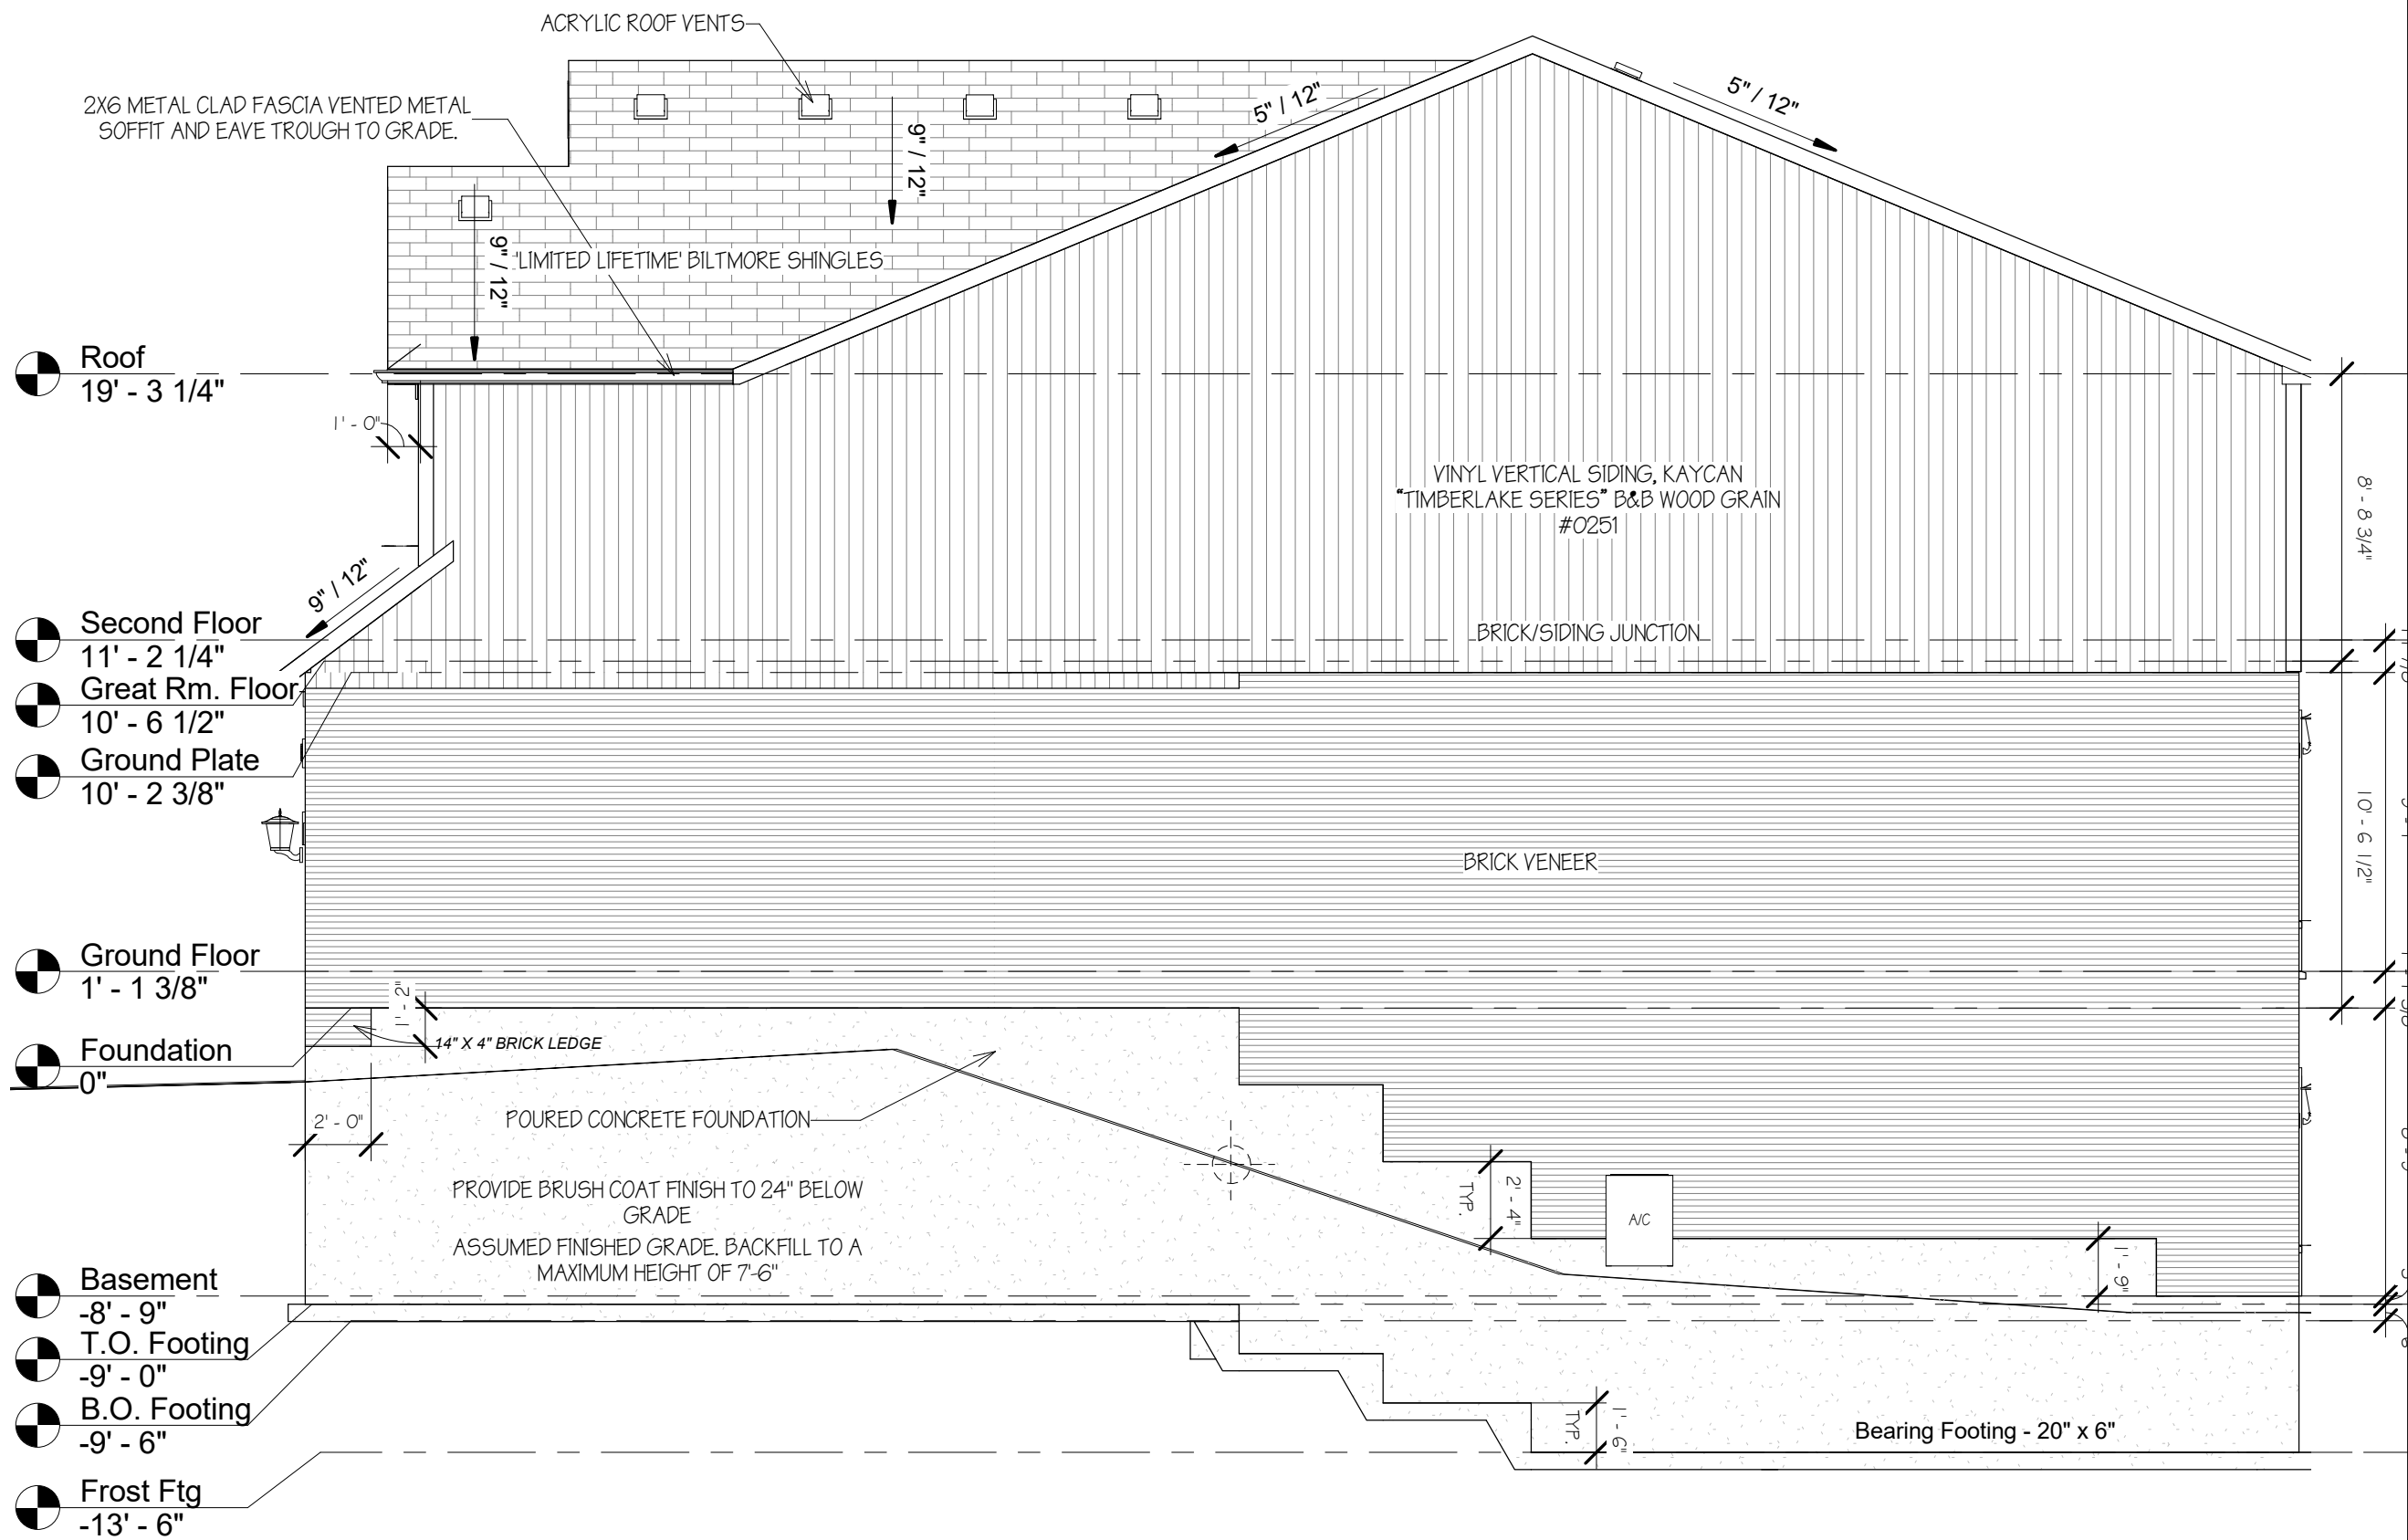 ACRYLIC ROOF VENTS
2X6 METAL CLAD FASCIA VENTED METAL
SOFFIT AND EAVE TROUGH TO GRADE.
5" / 12"
5" / 12"
9" / 12"
9" / 12"
'LIMITED LIFETIME' BILTMORE SHINGLES
Roof
19' - 3 1/4"
1' - 0"
VINYL VERTICAL SIDING, KAYCAN
"TIMBERLAKE SERIES" B&B WOOD GRAIN
#0251
8' - 8 3/4"
9" / 12"
Second Floor
11' - 2 1/4"
BRICK/SIDING JUNCTION
Great Rm. Floor
10' - 6 1/2"
Ground Plate
10' - 2 3/8"
10' - 6 1/2"
BRICK VENEER
Ground Floor
1' - 1 3/8"
1' - 2"
14" X 4" BRICK LEDGE
Foundation
0"
2' - 0"
POURED CONCRETE FOUNDATION
PROVIDE BRUSH COAT FINISH TO 24" BELOW
GRADE
ASSUMED FINISHED GRADE. BACKFILL TO A
MAXIMUM HEIGHT OF 7'-6"
2' - 4"
TYP.
A/C
1' - 9"
Basement
-8' - 9"
T.O. Footing
-9' - 0"
B.O. Footing
-9' - 6"
1' - 6"
TYP.
Bearing Footing - 20" x 6"
Frost Ftg
-13' - 6"